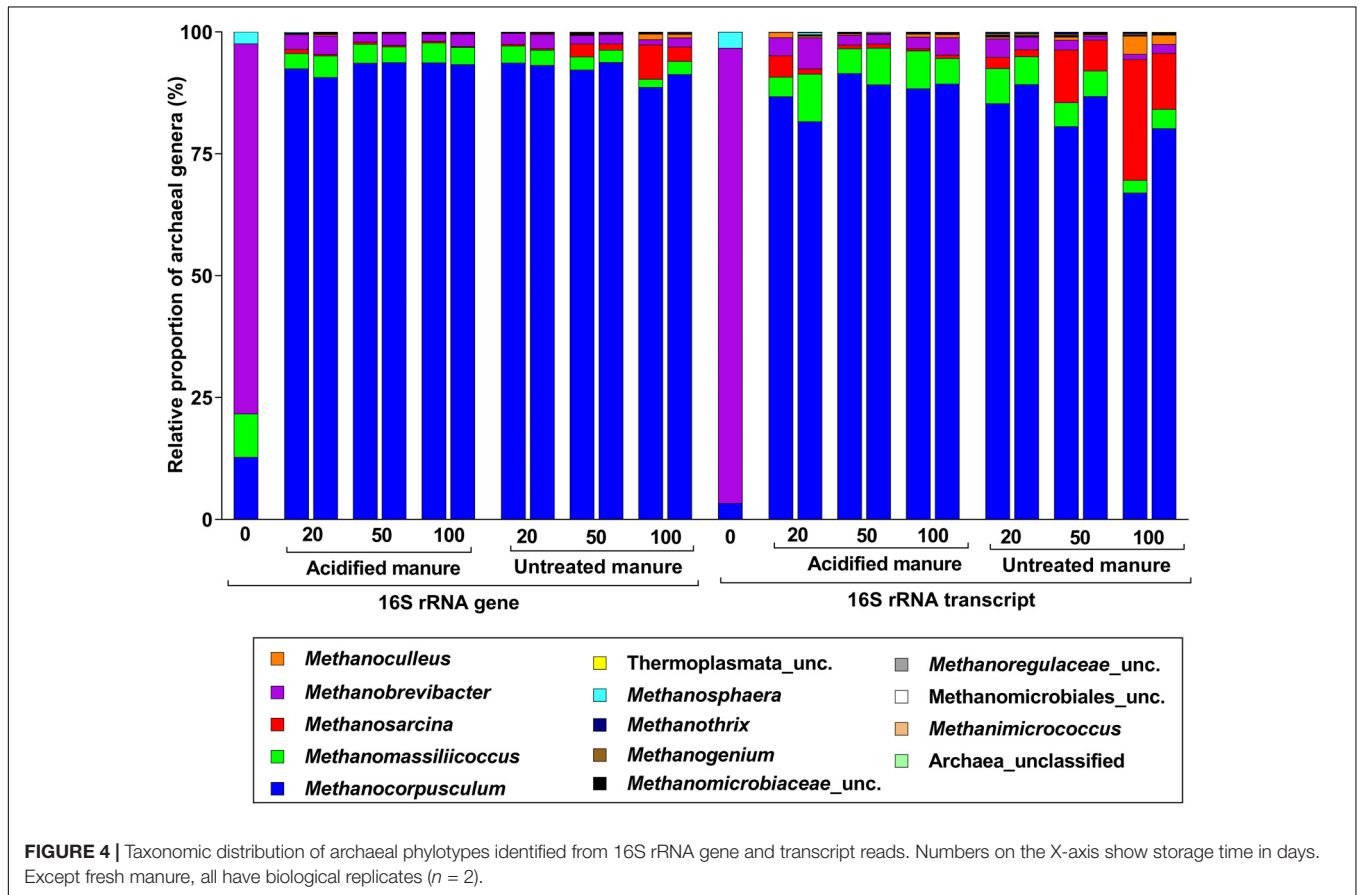 Relative proportion of archaeal genera (%)
100
75
50
25
0
0 20 50 100 20 50 100 0 20 50 100 20 50 100
Acidified manure Untreated manure Acidified manure Untreated manure
16S rRNA gene 16S rRNA transcript
Methanoculleus
Methanobrevibacter
Methanosarcina
Methanomassiliicoccus
Methanocorpusculum
Thermoplasmata_unc.
Methanosphaera
Methanothrix
Methanogenium
Methanomicrobiaceae_unc.
Methanoregulaceae_unc.
Methanomicrobiales_unc.
Methanimicrococcus
Archaea_unclassified
FIGURE 4 | Taxonomic distribution of archaeal phylotypes identified from 16S rRNA gene and transcript reads. Numbers on the X-axis show storage time in days.
Except fresh manure, all have biological replicates (n = 2).